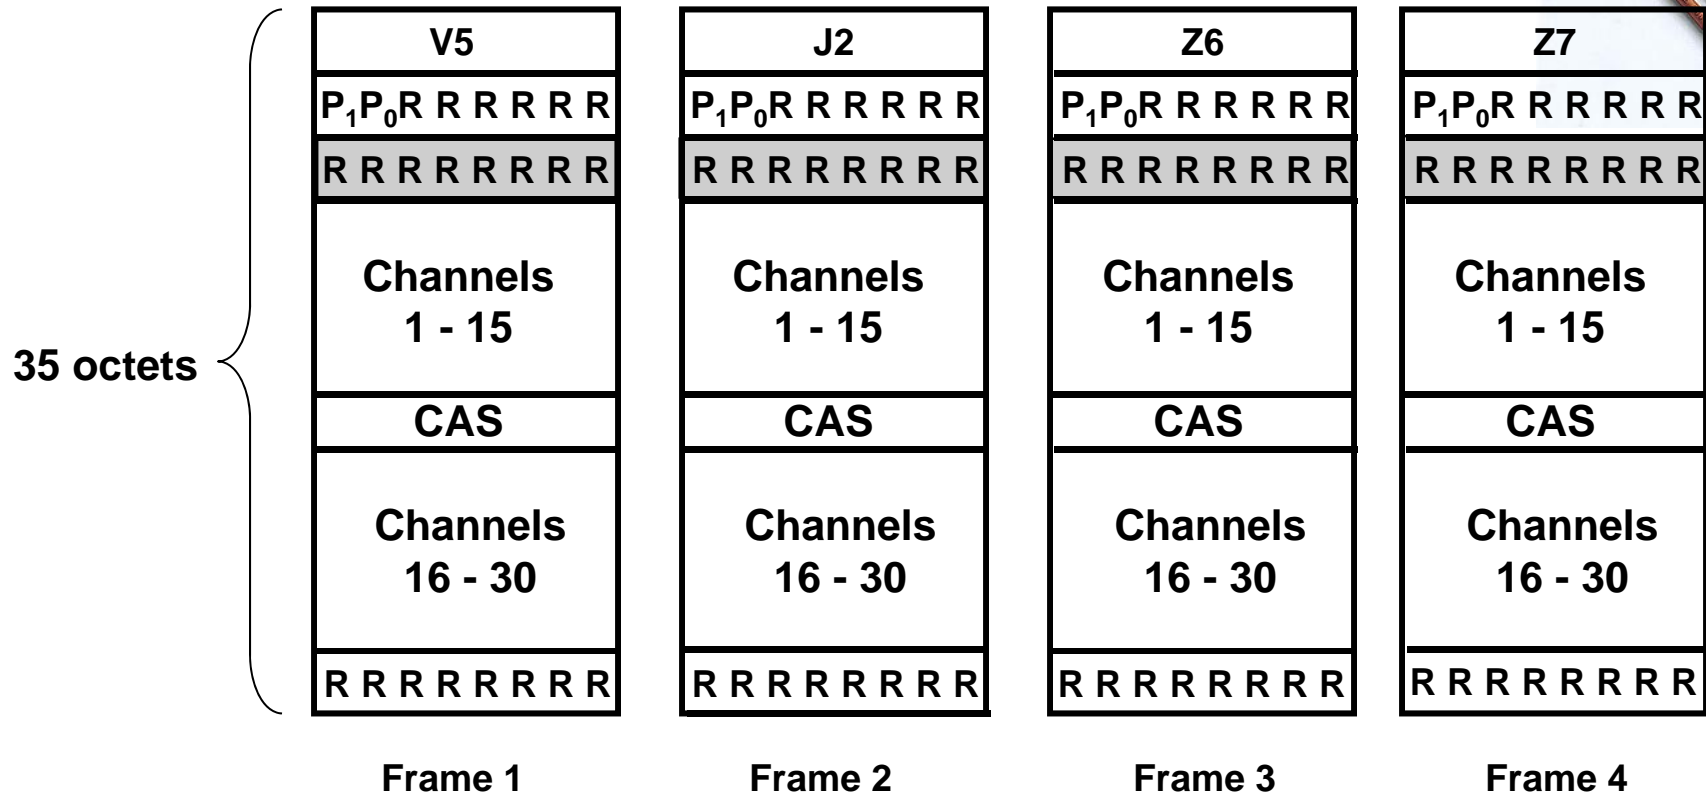 V5 J2 Z6 Z7
P₁P₀R R R R R R P₁P₀R R R R R R P₁P₀R R R R R R P₁P₀R R R R R R
R R R R R R R R R R R R R R R R R R R R R R R R R R R R R R R R
Channels Channels Channels Channels
1 - 15 1 - 15 1 - 15 1 - 15
35 octets
CAS CAS CAS CAS
Channels Channels Channels Channels
16 - 30 16 - 30 16 - 30 16 - 30
R R R R R R R R R R R R R R R R R R R R R R R R R R R R R R R R
Frame 1 Frame 2 Frame 3 Frame 4